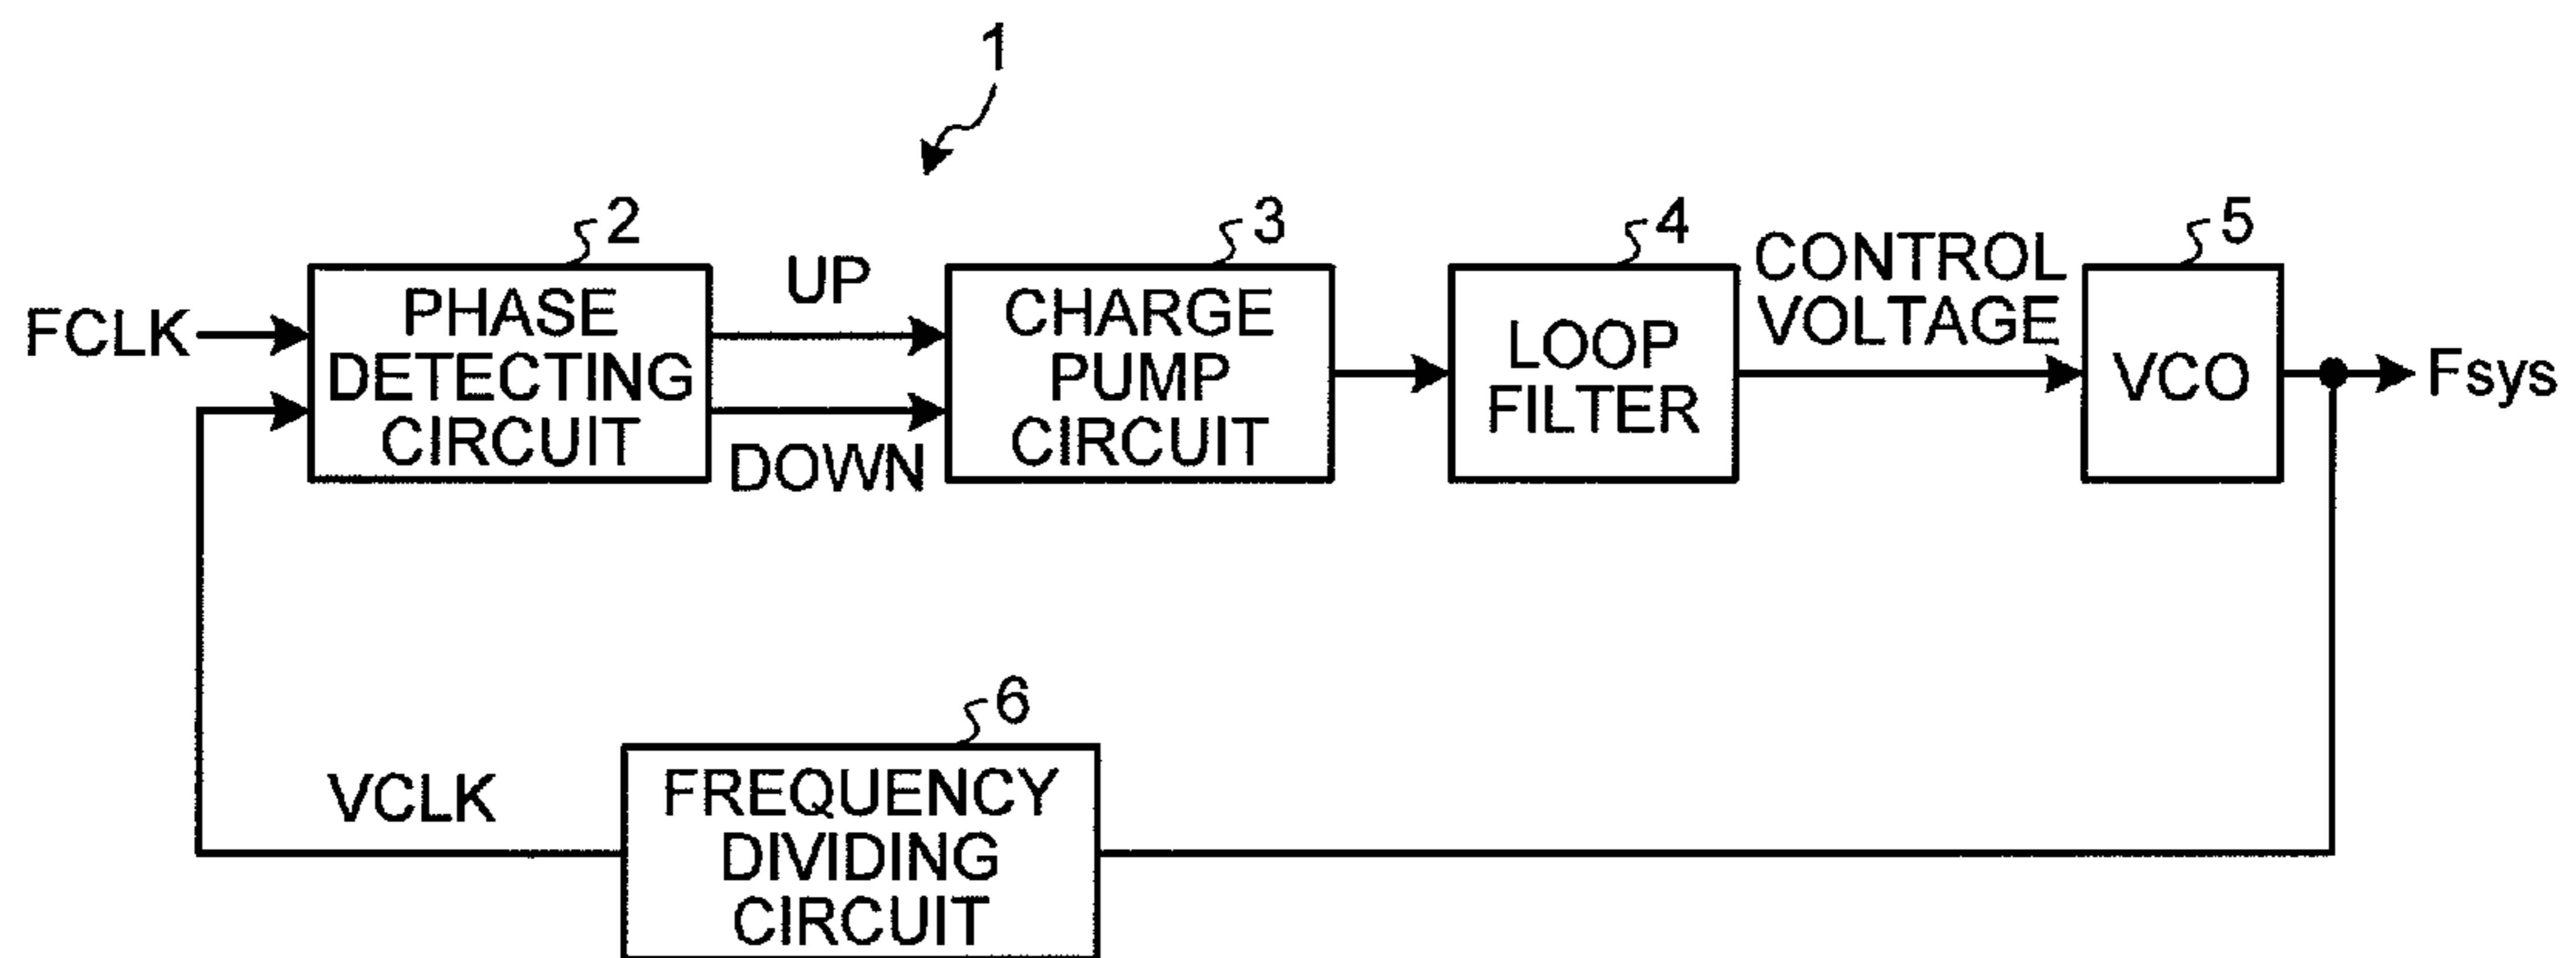 1
2
3
4
5
FCLK
PHASE
DETECTING
CIRCUIT
UP
DOWN
CHARGE
PUMP
CIRCUIT
LOOP
FILTER
CONTROL
VOLTAGE
VCO
Fsys
6
VCLK
FREQUENCY
DIVIDING
CIRCUIT